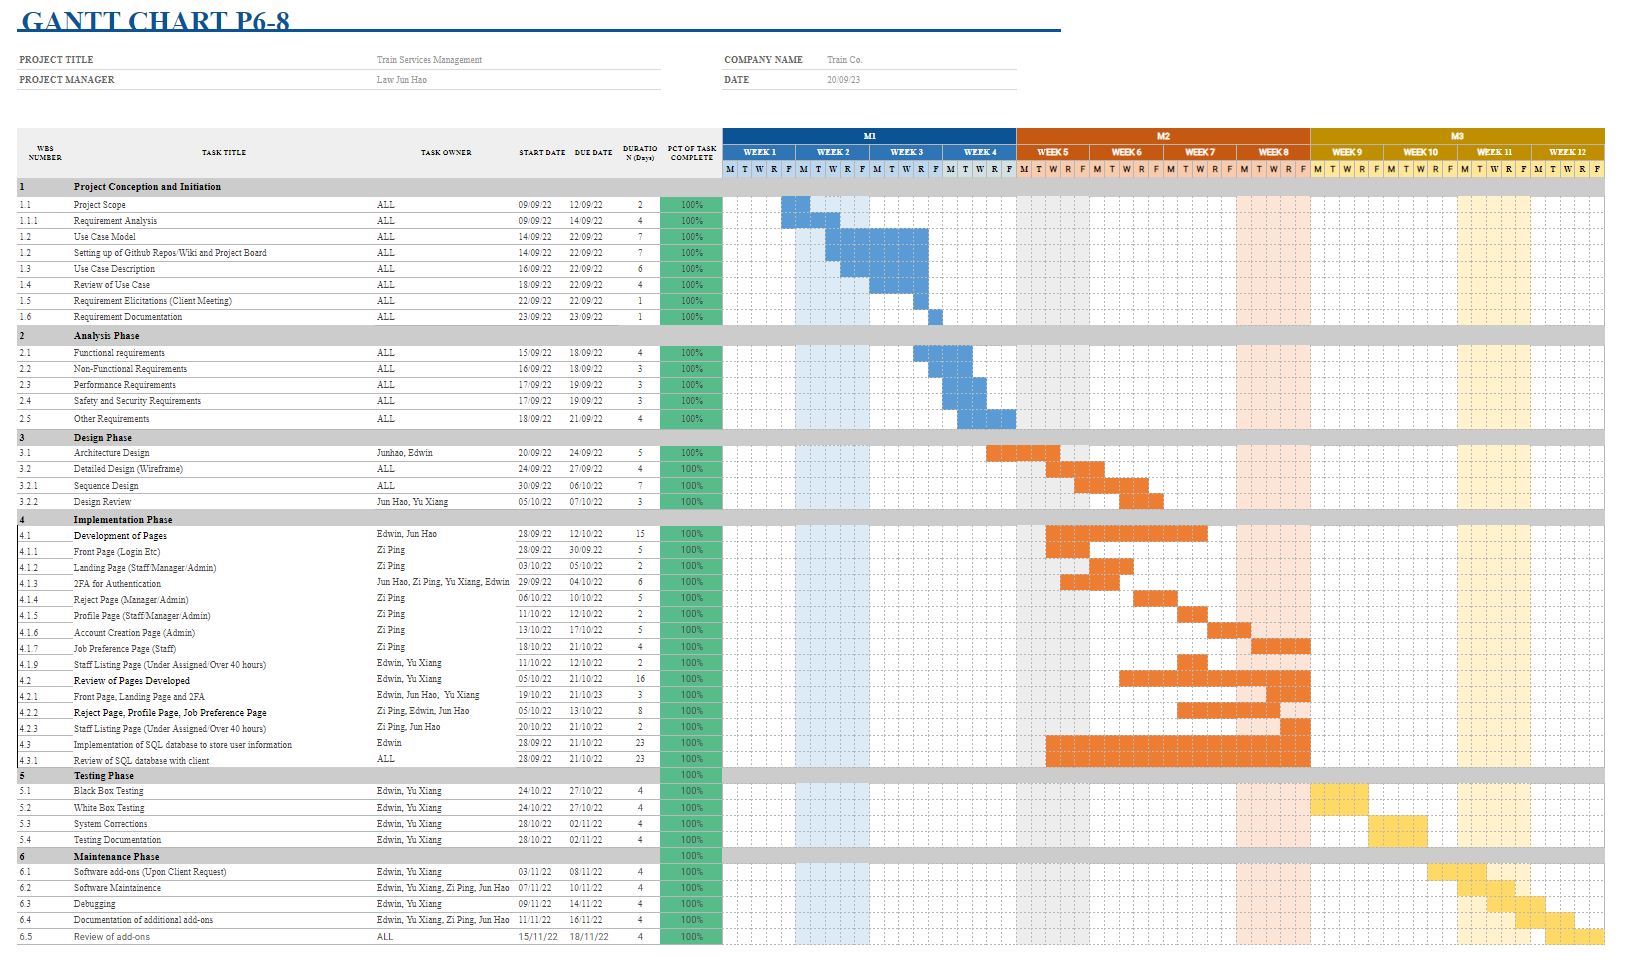 GANTT CHART P6-8
PROJECT TITLE Train Services Management COMPANY NAME Train Co.
PROJECT MANAGER Law Jun Hao DATE 20/09/23
M1 M2 M3
WBS NUMBER TASK TITLE TASK OWNER START DATE DUE DATE DURATIO N (Days) PCT OF TASK COMPLETE WEEK 1 WEEK 2 WEEK 3 WEEK 4 WEEK 5 WEEK 6 WEEK 7 WEEK 8 WEEK 9 WEEK 10 WEEK 11 WEEK 12
M T W R F M T W R F M T W R F M T W R F M T W R F M T W R F M T W R F M T W R F M T W R F M T W R F M T W R F M T W R F
1 Project Conception and Initiation
1.1 Project Scope ALL 09/09/22 12/09/22 2 100%
1.1.1 Requirement Analysis ALL 09/09/22 14/09/22 4 100%
1.2 Use Case Model ALL 14/09/22 22/09/22 7 100%
1.2 Setting up of Github Repos/Wiki and Project Board ALL 14/09/22 22/09/22 7 100%
1.3 Use Case Description ALL 16/09/22 22/09/22 6 100%
1.4 Review of Use Case ALL 18/09/22 22/09/22 4 100%
1.5 Requirement Elicitations (Client Meeting) ALL 22/09/22 22/09/22 1 100%
1.6 Requirement Documentation ALL 23/09/22 23/09/22 1 100%
2 Analysis Phase
2.1 Functional requirements ALL 15/09/22 18/09/22 4 100%
2.2 Non-Functional Requirements ALL 16/09/22 18/09/22 3 100%
2.3 Performance Requirements ALL 17/09/22 19/09/22 3 100%
2.4 Safety and Security Requirements ALL 17/09/22 19/09/22 3 100%
2.5 Other Requirements ALL 18/09/22 21/09/22 4 100%
3 Design Phase
3.1 Architecture Design Junhao, Edwin 20/09/22 24/09/22 5 100%
3.2 Detailed Design (Wireframe) ALL 24/09/22 27/09/22 4 100%
3.2.1 Sequence Design ALL 30/09/22 06/10/22 7 100%
3.2.2 Design Review Jun Hao, Yu Xiang 05/10/22 07/10/22 3 100%
4 Implementation Phase
4.1 Development of Pages Edwin, Jun Hao 28/09/22 12/10/22 15 100%
4.1.1 Front Page (Login Etc) Zi Ping 28/09/22 30/09.22 5 100%
4.1.2 Landing Page (Staff/Manager/Admin) Zi Ping 03/10/22 05/10/22 2 100%
4.1.3 2FA for Authentication Jun Hao, Zi Ping, Yu Xiang, Edwin 29/09/22 04/10/22 6 100%
4.1.4 Reject Page (Manager/Admin) Zi Ping 06/10/22 10/10/22 5 100%
4.1.5 Profile Page (Staff/Manager/Admin) Zi Ping 11/10/22 12/10/22 2 100%
4.1.6 Account Creation Page (Admin) Zi Ping 13/10/22 17/10/22 5 100%
4.1.7 Job Preference Page (Staff) Zi Ping 18/10/22 21/10/22 4 100%
4.1.9 Staff Listing Page (Under Assigned/Over 40 hours) Edwin, Yu Xiang 11/10/22 12/10/22 2 100%
4.2 Review of Pages Developed Edwin, Yu Xiang 05/10/22 21/10/22 16 100%
4.2.1 Front Page, Landing Page and 2FA Edwin, Jun Hao, Yu Xiang 19/10/22 21/10/23 3 100%
4.2.2 Reject Page, Profile Page, Job Preference Page Zi Ping, Edwin, Jun Hao 05/10/22 13/10/22 8 100%
4.2.3 Staff Listing Page (Under Assigned/Over 40 hours) Zi Ping, Jun Hao 20/10/22 21/10/22 2 100%
4.3 Implementation of SQL database to store user information Edwin 28/09/22 21/10/22 23 100%
4.3.1 Review of SQL database with client ALL 28/09/22 21/10/22 23 100%
5 Testing Phase 100%
5.1 Black Box Testing Edwin, Yu Xiang 24/10/22 27/10/22 4 100%
5.2 White Box Testing Edwin, Yu Xiang 24/10/22 27/10/22 4 100%
5.3 System Corrections Edwin, Yu Xiang 28/10/22 02/11/22 4 100%
5.4 Testing Documentation Edwin, Yu Xiang 28/10/22 02/11/22 4 100%
6 Maintenance Phase 100%
6.1 Software add-ons (Upon Client Request) Edwin, Yu Xiang 03/11/22 08/11/22 4 100%
6.2 Software Maintainence Edwin, Yu Xiang, Zi Ping, Jun Hao 07/11/22 10/11/22 4 100%
6.3 Debugging Edwin, Yu Xiang 09/11/22 14/11/22 4 100%
6.4 Documentation of additional add-ons Edwin, Yu Xiang, Zi Ping, Jun Hao 11/11/22 16/11/22 4 100%
6.5 Review of add-ons ALL 15/11/22 18/11/22 4 100%